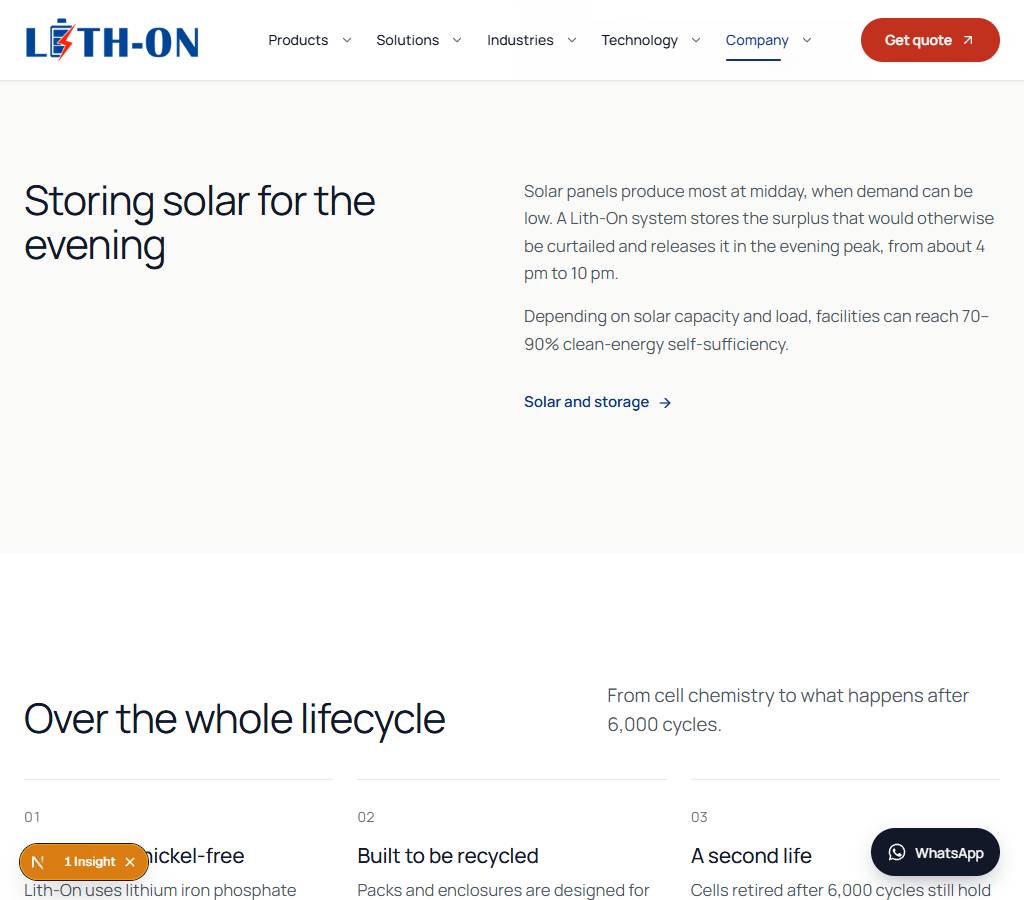 LITH-ON
Products
Solutions
Industries
Technology
Company
Get quote
Storing solar for the
evening
Solar panels produce most at midday, when demand can be
low. A Lith-On system stores the surplus that would otherwise
be curtailed and releases it in the evening peak, from about 4
pm to 10 pm.
Depending on solar capacity and load, facilities can reach 70–
90% clean-energy self-sufficiency.
Solar and storage
Over the whole lifecycle
From cell chemistry to what happens after
6,000 cycles.
01
nickel-free
Lith-On uses lithium iron phosphate
02
Built to be recycled
Packs and enclosures are designed for
03
A second life
Cells retired after 6,000 cycles still hold
N
1 Insight
WhatsApp